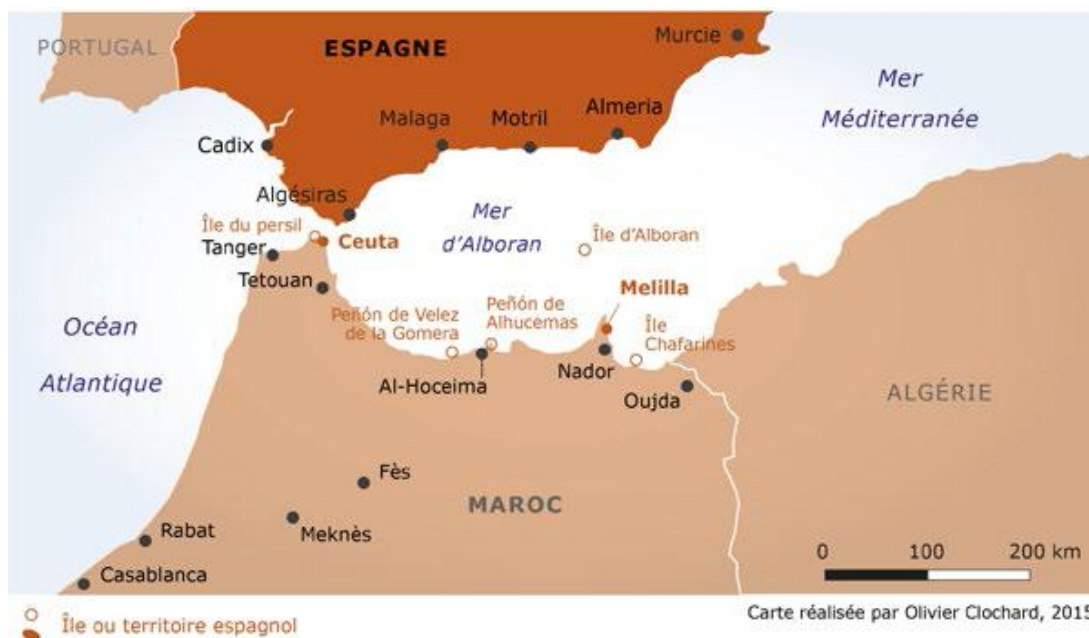 PORTUGAL
ESPAGNE
Murcie
Mer
Méditerranée
Cadix
Malaga
Motril
Almeria
Algésiras
Île du persil
Ceuta
Tanger
Tetouan
Mer
d'Alboran
Île d'Alboran
Melilla
Océan
Atlantique
Peñón de Velez
de la Gomera
Peñón de
Alhucemas
Île
Chafarines
Al-Hoceima
Nador
Oujda
ALGÉRIE
Fès
MAROC
Meknès
Rabat
Casablanca
0 100 200 km
Île ou territoire espagnol
Carte réalisée par Olivier Clochard, 2015